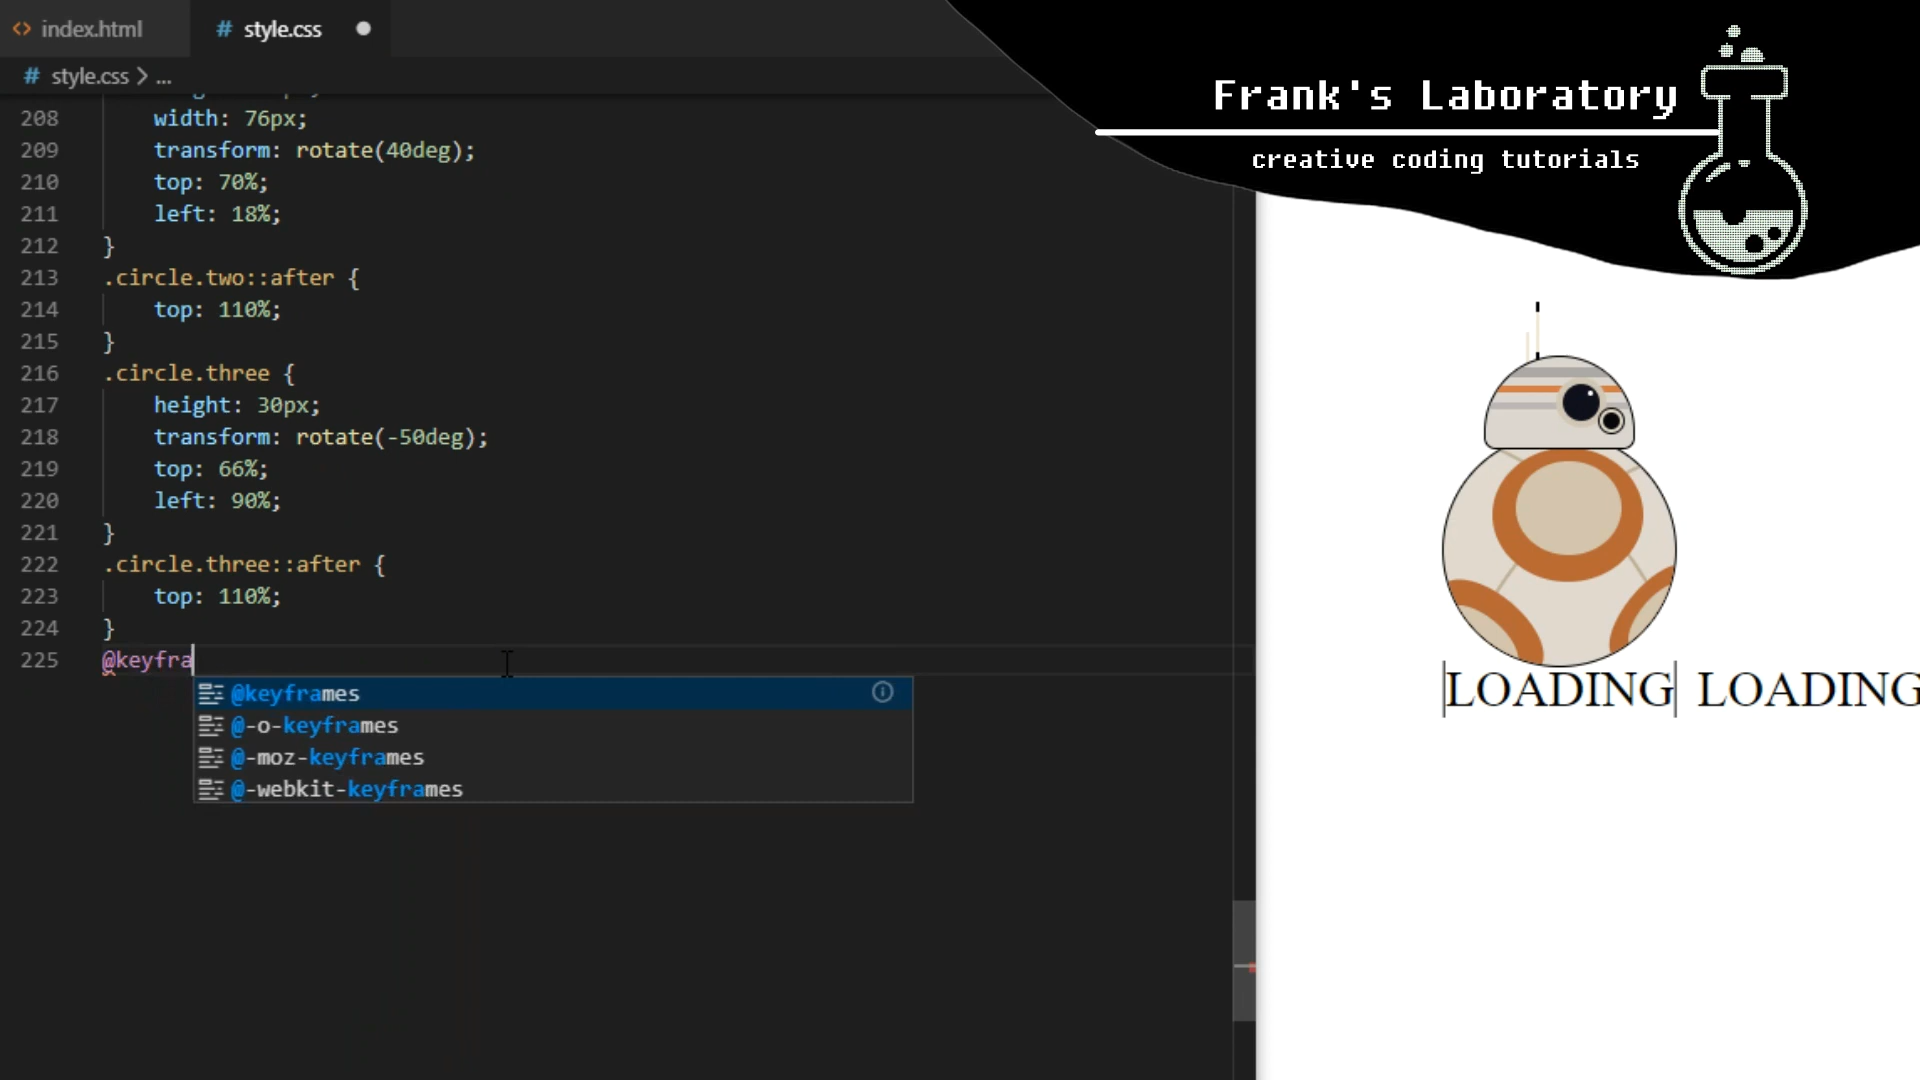 index.html
style.css
style.css > ...
208 width: 76px;
209 transform: rotate(40deg);
210 top: 70%;
211 left: 18%;
212 }
213 .circle.two::after {
214 top: 110%;
215 }
216 .circle.three {
217 height: 30px;
218 transform: rotate(-50deg);
219 top: 66%;
220 left: 90%;
221 }
222 .circle.three::after {
223 top: 110%;
224 }
225 @keyfra
@keyframes
@-o-keyframes
@-moz-keyframes
@-webkit-keyframes
Frank's Laboratory
creative coding tutorials
LOADING LOADING